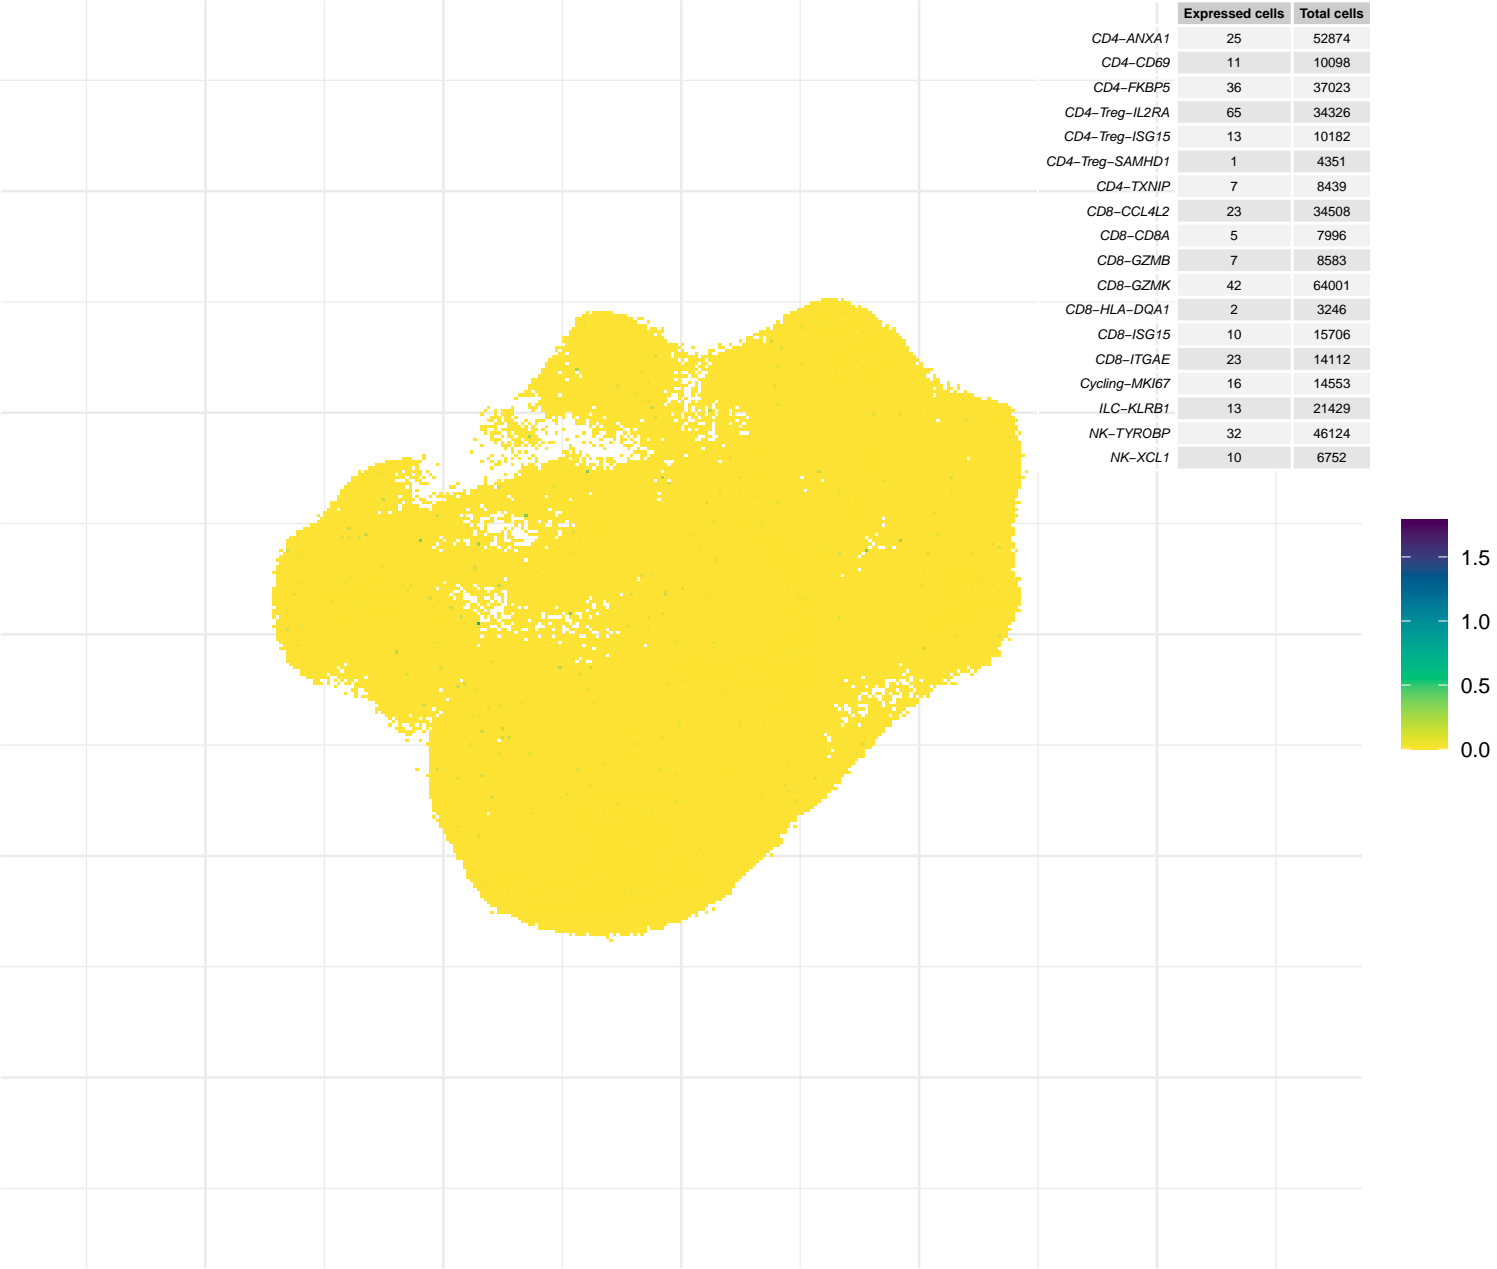 Expressed cells Total cells
CD4−ANXA1 25 52874
CD4−CD69 11 10098
CD4−FKBP5 36 37023
CD4−Treg−IL2RA 65 34326
CD4−Treg−ISG15 13 10182
CD4−Treg−SAMHD1 1 4351
CD4−TXNIP 7 8439
CD8−CCL4L2 23 34508
CD8−CD8A 5 7996
CD8−GZMB 7 8583
CD8−GZMK 42 64001
CD8−HLA−DQA1 2 3246
CD8−ISG15 10 15706
CD8−ITGAE 23 14112
Cycling−MKI67 16 14553
ILC−KLRB1 13 21429
NK−TYROBP 32 46124
NK−XCL1 10 6752
1.5
1.0
0.5
0.0